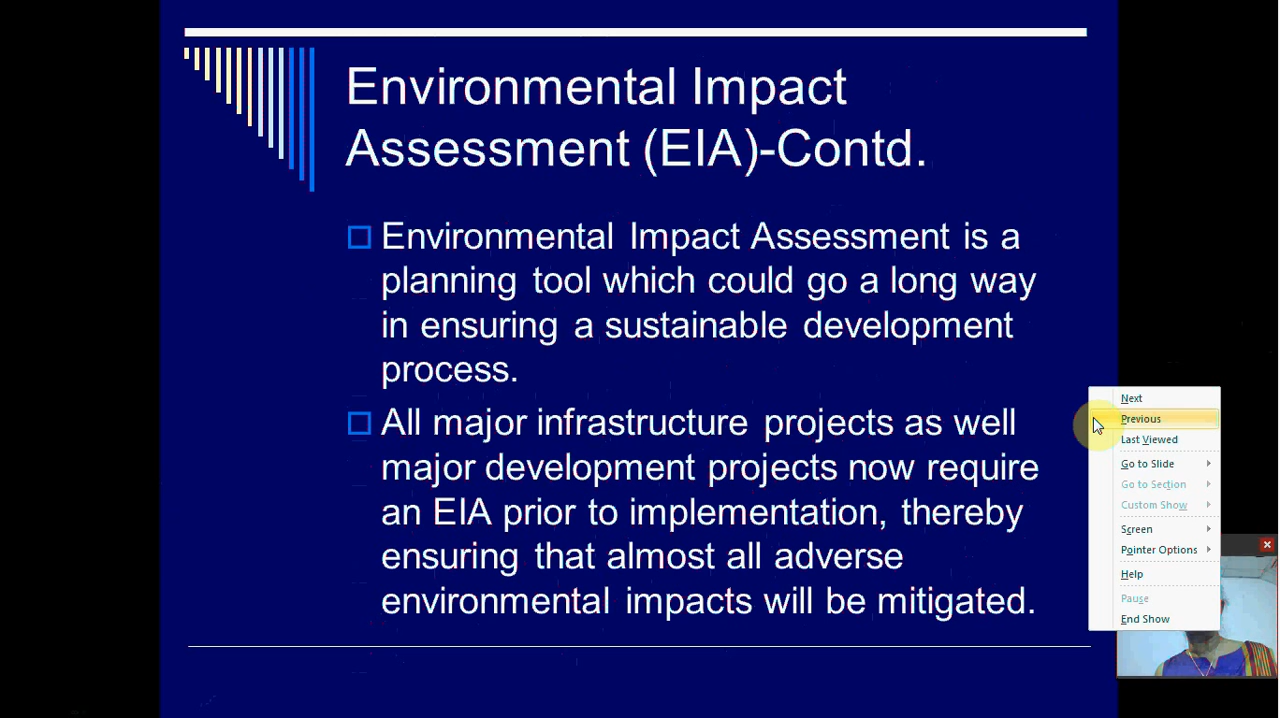 Environmental Impact
Assessment (EIA)-Contd.
Environmental Impact Assessment is a
planning tool which could go a long way
in ensuring a sustainable development
process.
All major infrastructure projects as well
major development projects now require
an EIA prior to implementation, thereby
ensuring that almost all adverse
environmental impacts will be mitigated.
Next
Previous
Last Viewed
Go to Slide
Go to Section
Custom Show
Screen
Pointer Options
Help
Pause
End Show